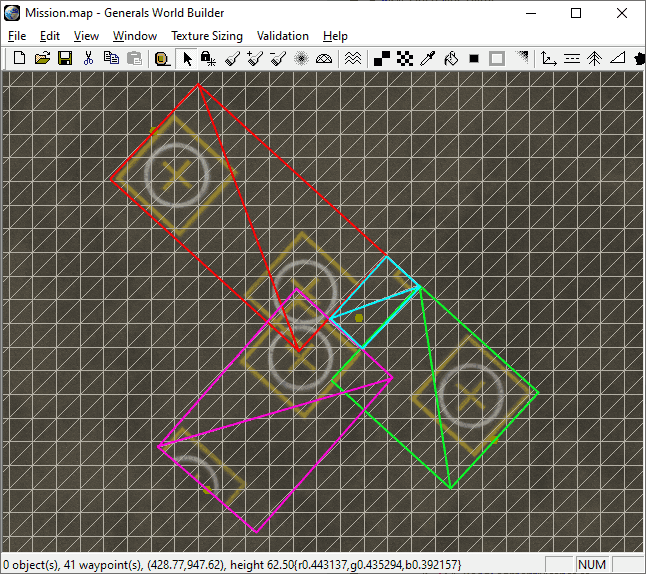 Mission.map - Generals World Builder
File Edit View Window Texture Sizing Validation Help
0 object(s), 41 waypoint(s), (428.77,947.62), height 62.50{r0.443137,g0.435294,b0.392157} NUM